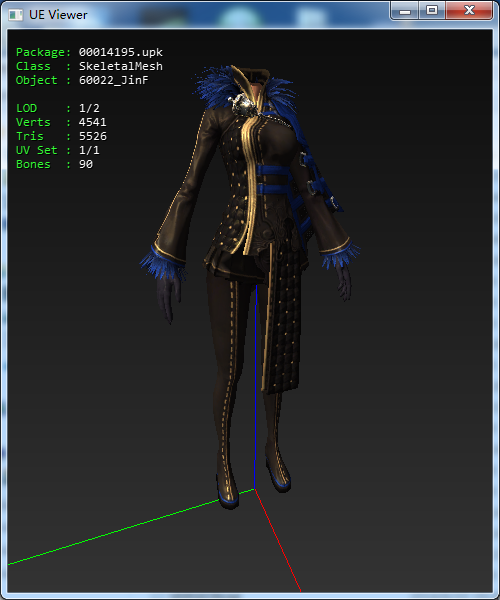 UE Viewer
Package: 00014195.upk
Class : SkeletalMesh
Object : 60022_JinF
LOD : 1/2
Verts : 4541
Tris : 5526
UV Set : 1/1
Bones : 90